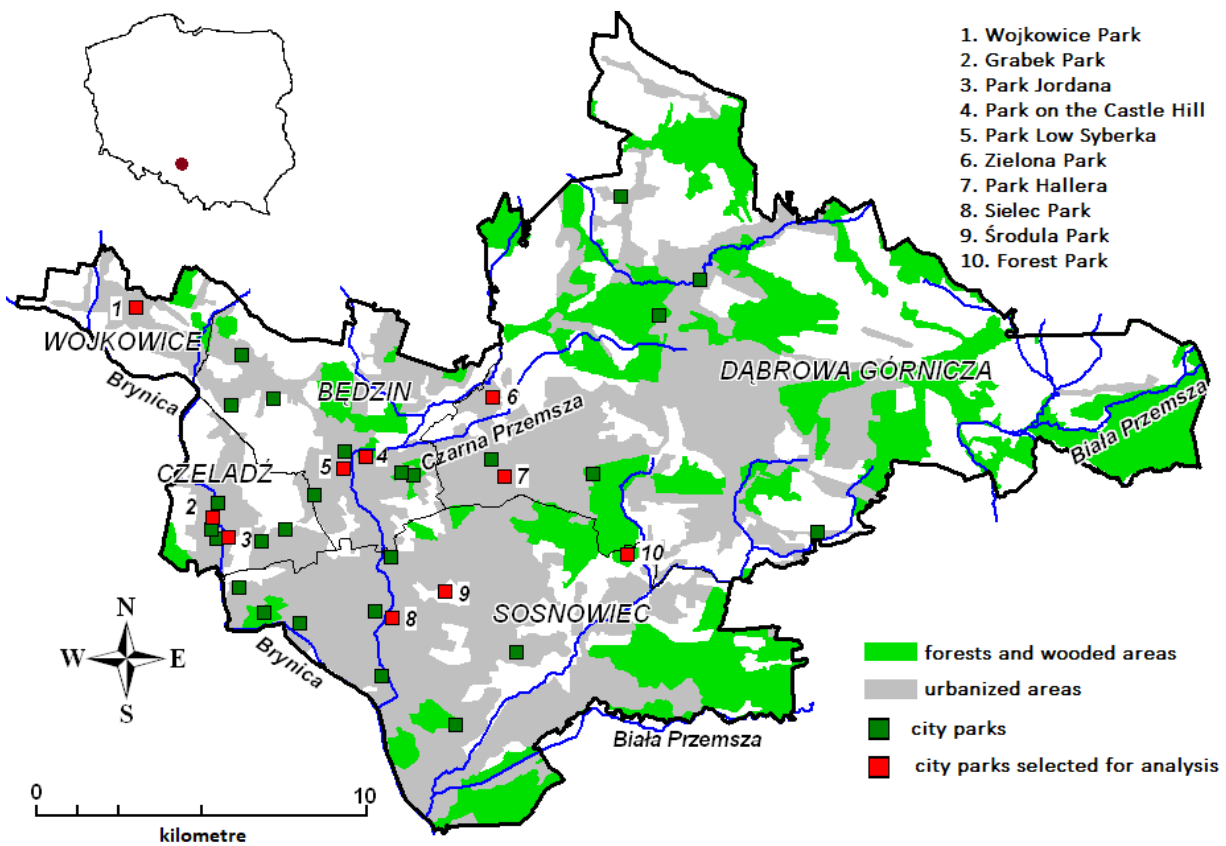 1. Wojkowice Park
2. Grabek Park
3. Park Jordana
4. Park on the Castle Hill
5. Park Low Syberka
6. Zielona Park
7. Park Hallera
8. Sielec Park
9. Środula Park
10. Forest Park
1
WOJKOWICE
Brynica
BĘDZIN
DĄBROWA GÓRNICZA
6
Czarna Przemsza
Biała Przemsza
CZELADŹ
5
4
7
2
3
10
9
8
SOSNOWIEC
Brynica
N
W
E
S
Biała Przemsza
forests and wooded areas
urbanized areas
city parks
city parks selected for analysis
0
10
kilometre